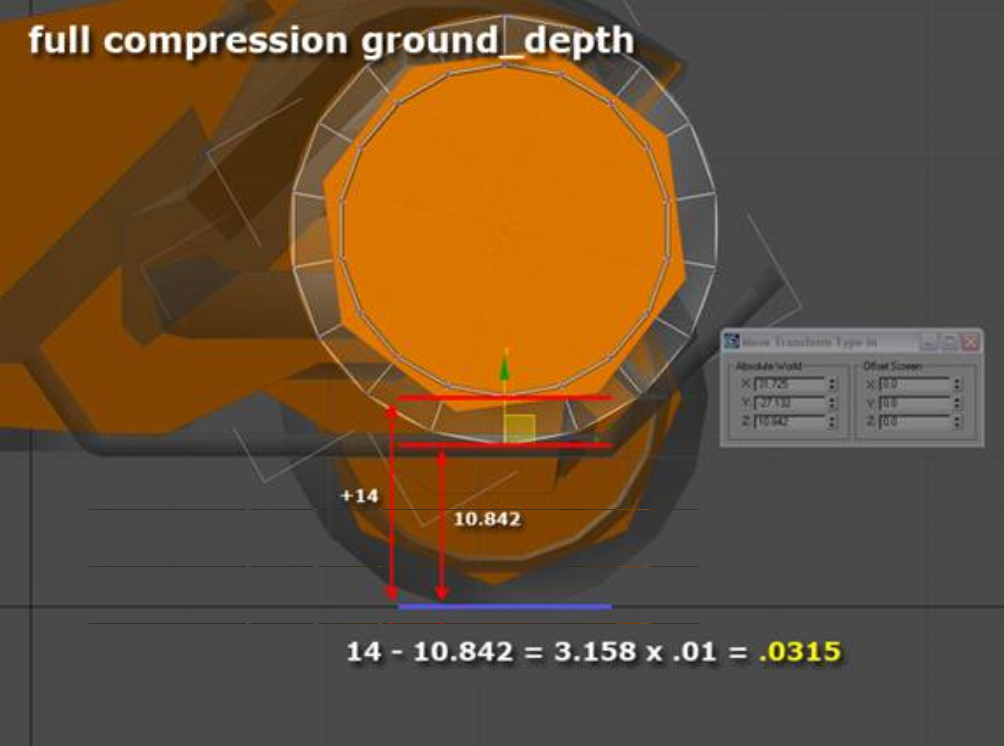 full compression ground_depth
Move Transform Type-In
Absolute:World
Offset:Screen
X: 31.725
X: 0.0
Y: -27.132
Y: 0.0
Z: 10.842
Z: 0.0
+14
10.842
14 - 10.842 = 3.158 x .01 = .0315